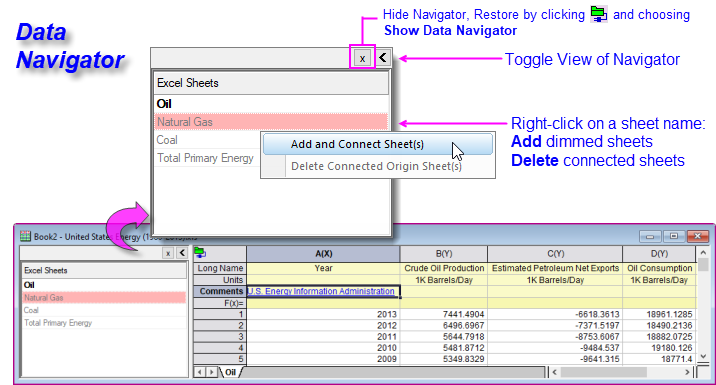 Data
Navigator
Hide Navigator, Restore by clicking and choosing
Show Data Navigator
x
Toggle View of Navigator
Excel Sheets
Oil
Natural Gas
Coal
Total Primary Energy
Add and Connect Sheet(s)
Delete Connected Origin Sheet(s)
Right-click on a sheet name:
Add dimmed sheets
Delete connected sheets
Book2 - United States Energy
x
Excel Sheets
Oil
Natural Gas
Coal
Total Primary Energy
A(X) B(Y) C(Y) D(Y)
Long Name Year Crude Oil Production Estimated Petroleum Net Exports Oil Consumption
Units 1K Barrels/Day 1K Barrels/Day 1K Barrels/Day
Comments U.S. Energy Information Administration
F(x)=
1 2013 7441.4904 -6618.3613 18961.1285
2 2012 6496.6967 -7371.5197 18490.2136
3 2011 5644.7918 -8753.6067 18882.0725
4 2010 5481.8712 -9484.537 19180.126
5 2009 5349.8329 -9641.315 18771.4
Oil